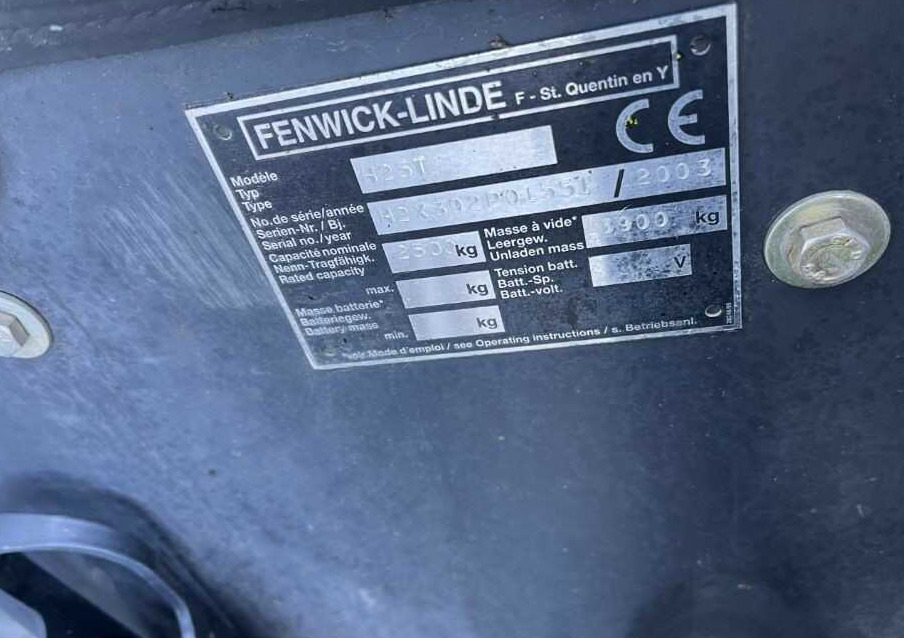 FENWICK-LINDE F - St. Quentin en Y
CE
Modèle
Typ
Type
H25T
No. de série/année
Serien-Nr. / Bj.
Serial no. / year
/ 2003
Capacité nominale
Nenn-Tragfähigk.
Rated capacity
2500 kg
Masse à vide*
Leergew.
Unladen mass
3900 kg
Masse batterie*
Batteriegew.
Battery mass
max. kg
min. kg
Tension batt.
Batt.-Sp.
Batt.-volt.
V
*voir Mode d'emploi / see Operating instructions / s. Betriebsanl.